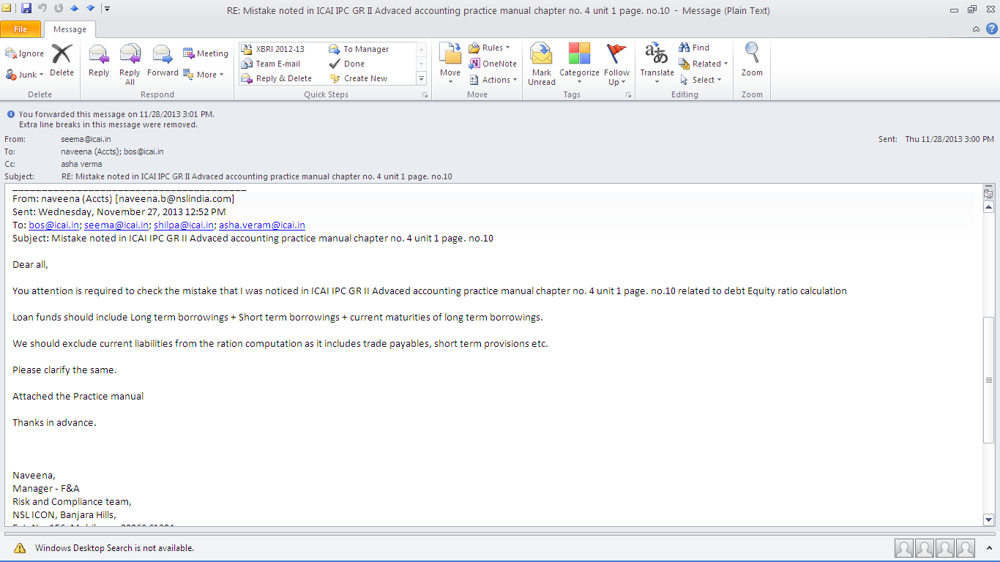 RE: Mistake noted in ICAI IPC GR II Advaced accounting practice manual chapter no. 4 unit 1 page. no.10 - Message (Plain Text)
File
Message
Ignore
Junk
Delete
Delete
Reply
Reply All
Forward
Meeting
More
Respond
XBRl 2012-13
Team E-mail
Reply & Delete
To Manager
Done
Create New
Quick Steps
Move
Rules
OneNote
Actions
Move
Mark Unread
Categorize
Follow Up
Tags
Translate
Find
Related
Select
Editing
Zoom
Zoom
You forwarded this message on 11/28/2013 3:01 PM.
Extra line breaks in this message were removed.
From: seema@icai.in
Sent: Thu 11/28/2013 3:00 PM
To: naveena (Accts); bos@icai.in
Cc: asha verma
Subject: RE: Mistake noted in ICAI IPC GR II Advaced accounting practice manual chapter no. 4 unit 1 page. no.10
From: naveena (Accts) [naveena.b@nslindia.com]
Sent: Wednesday, November 27, 2013 12:52 PM
To: bos@icai.in; seema@icai.in; shilpa@icai.in; asha.veram@icai.in
Subject: Mistake noted in ICAI IPC GR II Advaced accounting practice manual chapter no. 4 unit 1 page. no.10
Dear all,
You attention is required to check the mistake that I was noticed in ICAI IPC GR II Advaced accounting practice manual chapter no. 4 unit 1 page. no.10 related to debt Equity ratio calculation
Loan funds should include Long term borrowings + Short term borrowings + current maturities of long term borrowings.
We should exclude current liabilities from the ration computation as it includes trade payables, short term provisions etc.
Please clarify the same.
Attached the Practice manual
Thanks in advance.
Naveena,
Manager - F&A
Risk and Compliance team,
NSL ICON, Banjara Hills,
Windows Desktop Search is not available.